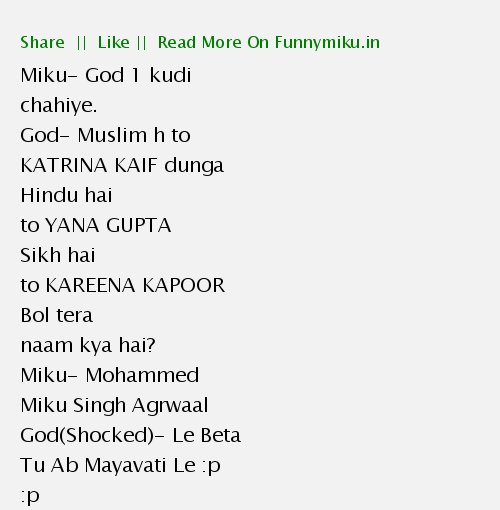 Share || Like || Read More On Funnymiku.in
Miku- God 1 kudi
chahiye.
God- Muslim h to
KATRINA KAIF dunga
Hindu hai
to YANA GUPTA
Sikh hai
to KAREENA KAPOOR
Bol tera
naam kya hai?
Miku- Mohammed
Miku Singh Agrwaal
God(Shocked)- Le Beta
Tu Ab Mayavati Le :p
:p